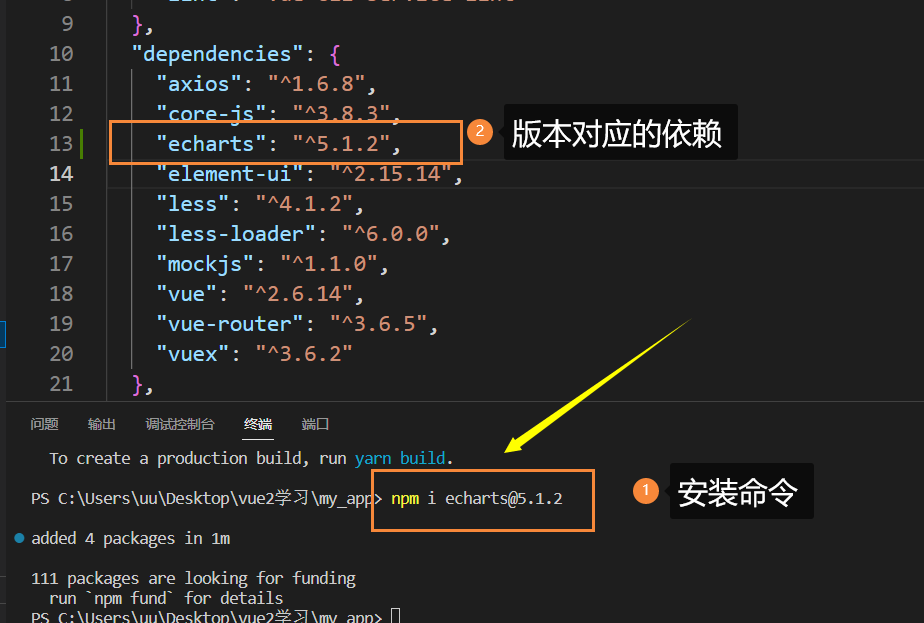 9 },
10 "dependencies": {
11 "axios": "^1.6.8",
12 "core-js": "^3.8.3",
13 "echarts": "^5.1.2",
2 版本对应的依赖
14 "element-ui": "^2.15.14",
15 "less": "^4.1.2",
16 "less-loader": "^6.0.0",
17 "mockjs": "^1.1.0",
18 "vue": "^2.6.14",
19 "vue-router": "^3.6.5",
20 "vuex": "^3.6.2"
21 },
问题 输出 调试控制台 终端 端口
To create a production build, run yarn build.
PS C:\Users\uu\Desktop\vue2学习\my_app> npm i echarts@5.1.2
1 安装命令
added 4 packages in 1m
111 packages are looking for funding
run `npm fund` for details
PS C:\Users\uu\Desktop\vue2学习\my_app>